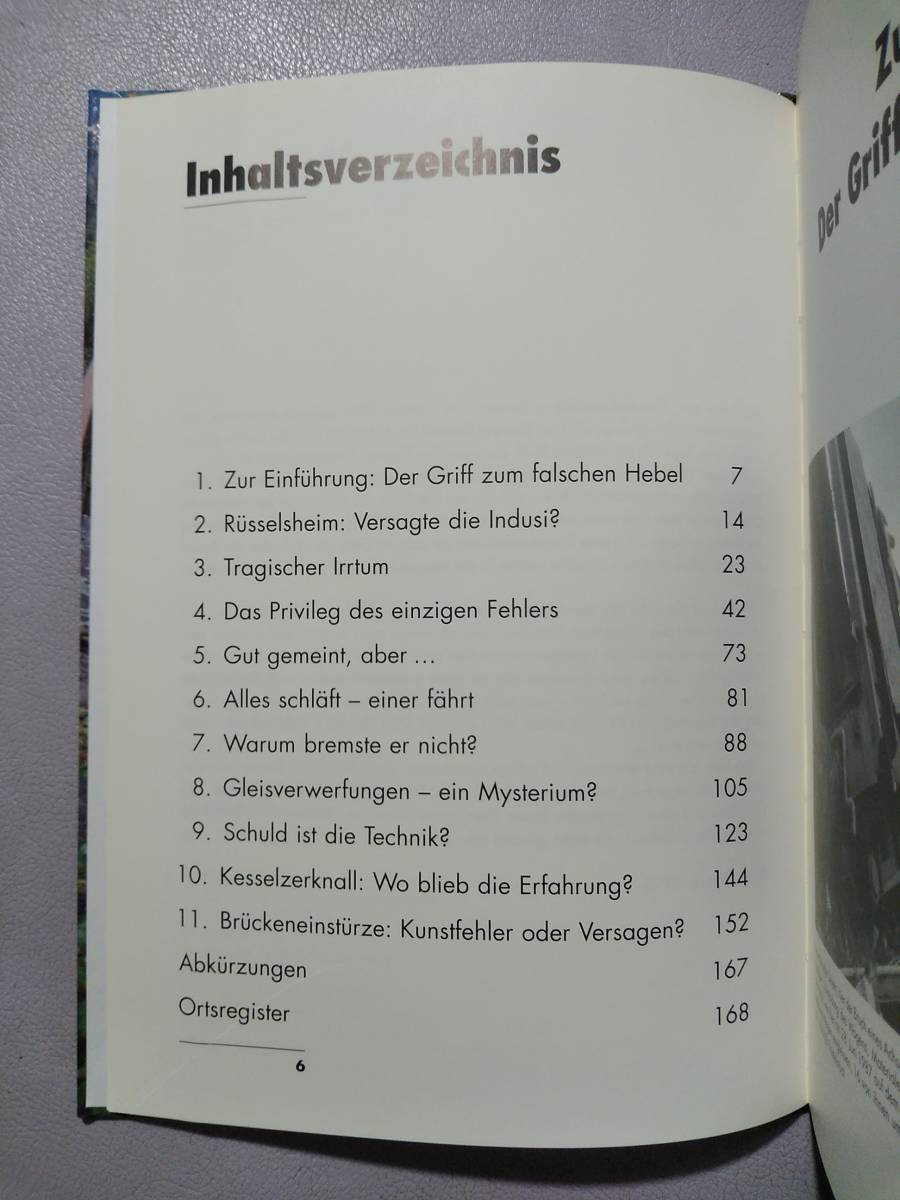 Inhaltsverzeichnis
1. Zur Einführung: Der Griff zum falschen Hebel 7
2. Rüsselsheim: Versagte die Indusi? 14
3. Tragischer Irrtum 23
4. Das Privileg des einzigen Fehlers 42
5. Gut gemeint, aber ... 73
6. Alles schläft – einer fährt 81
7. Warum bremste er nicht? 88
8. Gleisverwerfungen – ein Mysterium? 105
9. Schuld ist die Technik? 123
10. Kesselzerknall: Wo blieb die Erfahrung? 144
11. Brückeneinstürze: Kunstfehler oder Versagen? 152
Abkürzungen 167
Ortsregister 168
6
Der Griff